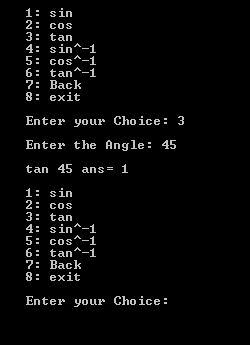 1: sin
2: cos
3: tan
4: sin^-1
5: cos^-1
6: tan^-1
7: Back
8: exit
Enter your Choice: 3
Enter the Angle: 45
tan 45 ans= 1
1: sin
2: cos
3: tan
4: sin^-1
5: cos^-1
6: tan^-1
7: Back
8: exit
Enter your Choice: